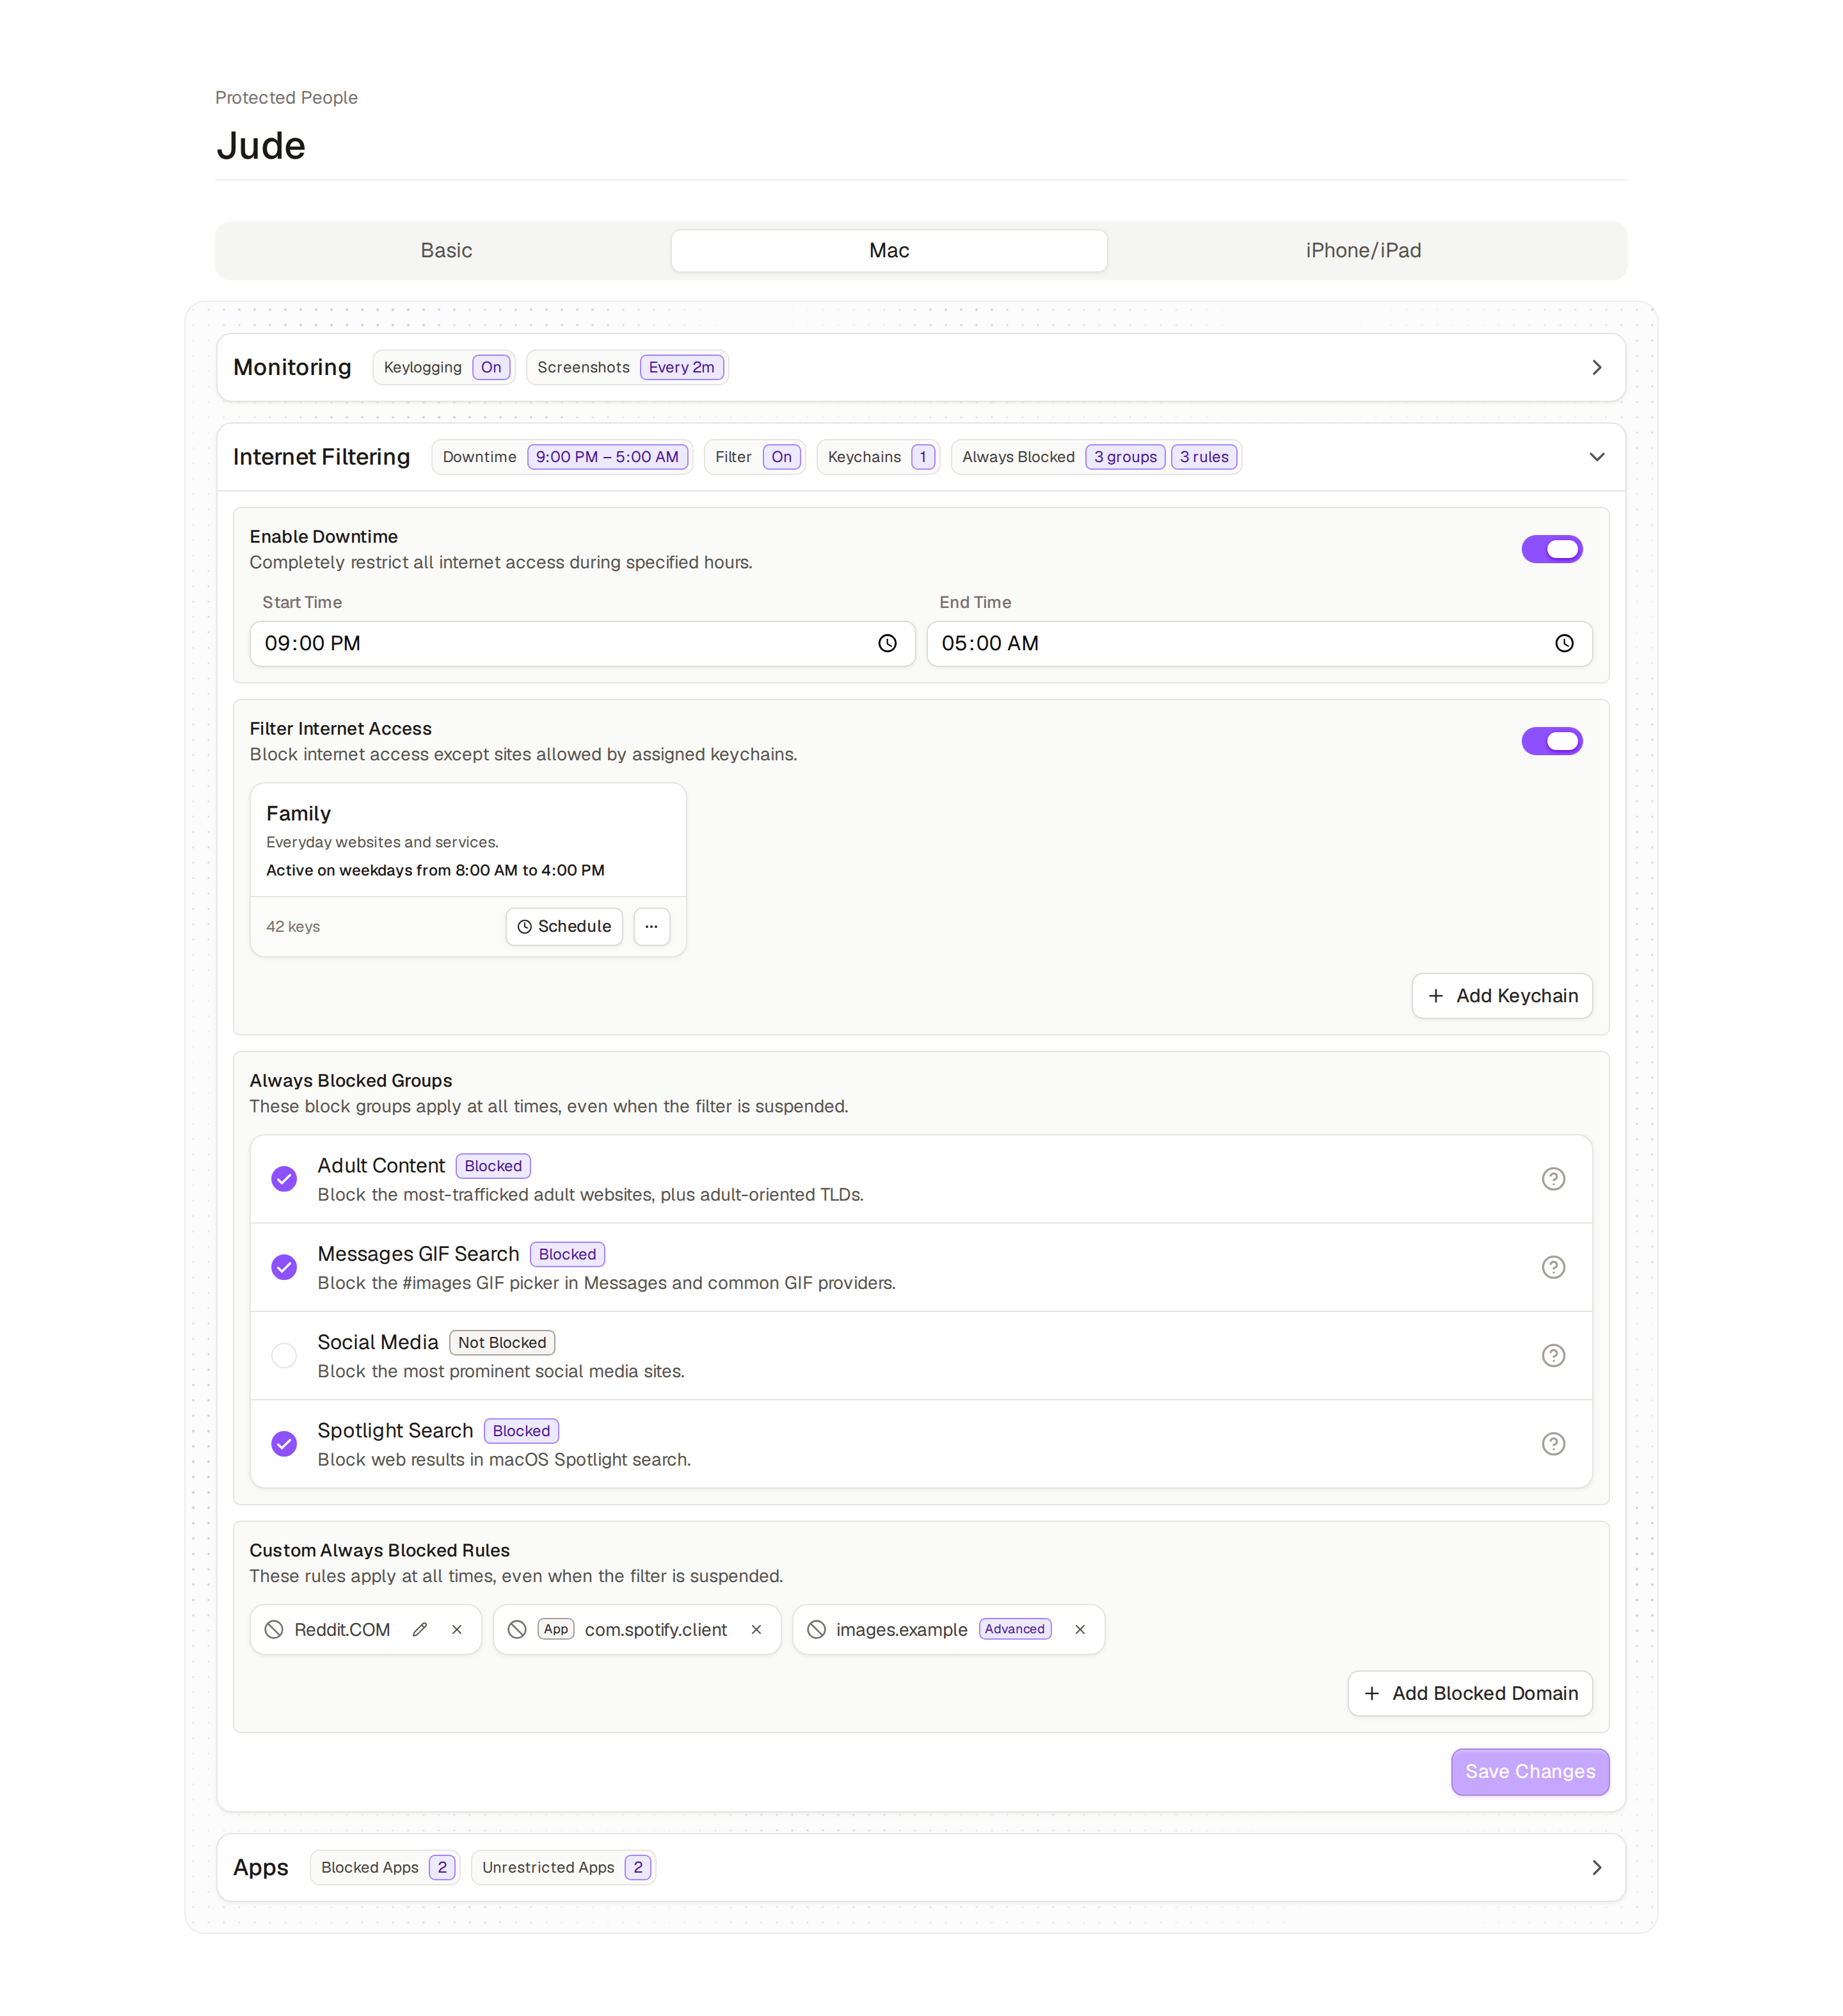 Protected People
Jude
Basic Mac iPhone/iPad
Monitoring Keylogging On Screenshots Every 2m
Internet Filtering Downtime 9:00 PM – 5:00 AM Filter On Keychains 1 Always Blocked 3 groups 3 rules
Enable Downtime
Completely restrict all internet access during specified hours.
Start Time End Time
09:00 PM 05:00 AM
Filter Internet Access
Block internet access except sites allowed by assigned keychains.
Family
Everyday websites and services.
Active on weekdays from 8:00 AM to 4:00 PM
42 keys Schedule
Add Keychain
Always Blocked Groups
These block groups apply at all times, even when the filter is suspended.
Adult Content Blocked
Block the most-trafficked adult websites, plus adult-oriented TLDs.
Messages GIF Search Blocked
Block the #images GIF picker in Messages and common GIF providers.
Social Media Not Blocked
Block the most prominent social media sites.
Spotlight Search Blocked
Block web results in macOS Spotlight search.
Custom Always Blocked Rules
These rules apply at all times, even when the filter is suspended.
Reddit.COM App com.spotify.client images.example Advanced
Add Blocked Domain
Save Changes
Apps Blocked Apps 2 Unrestricted Apps 2